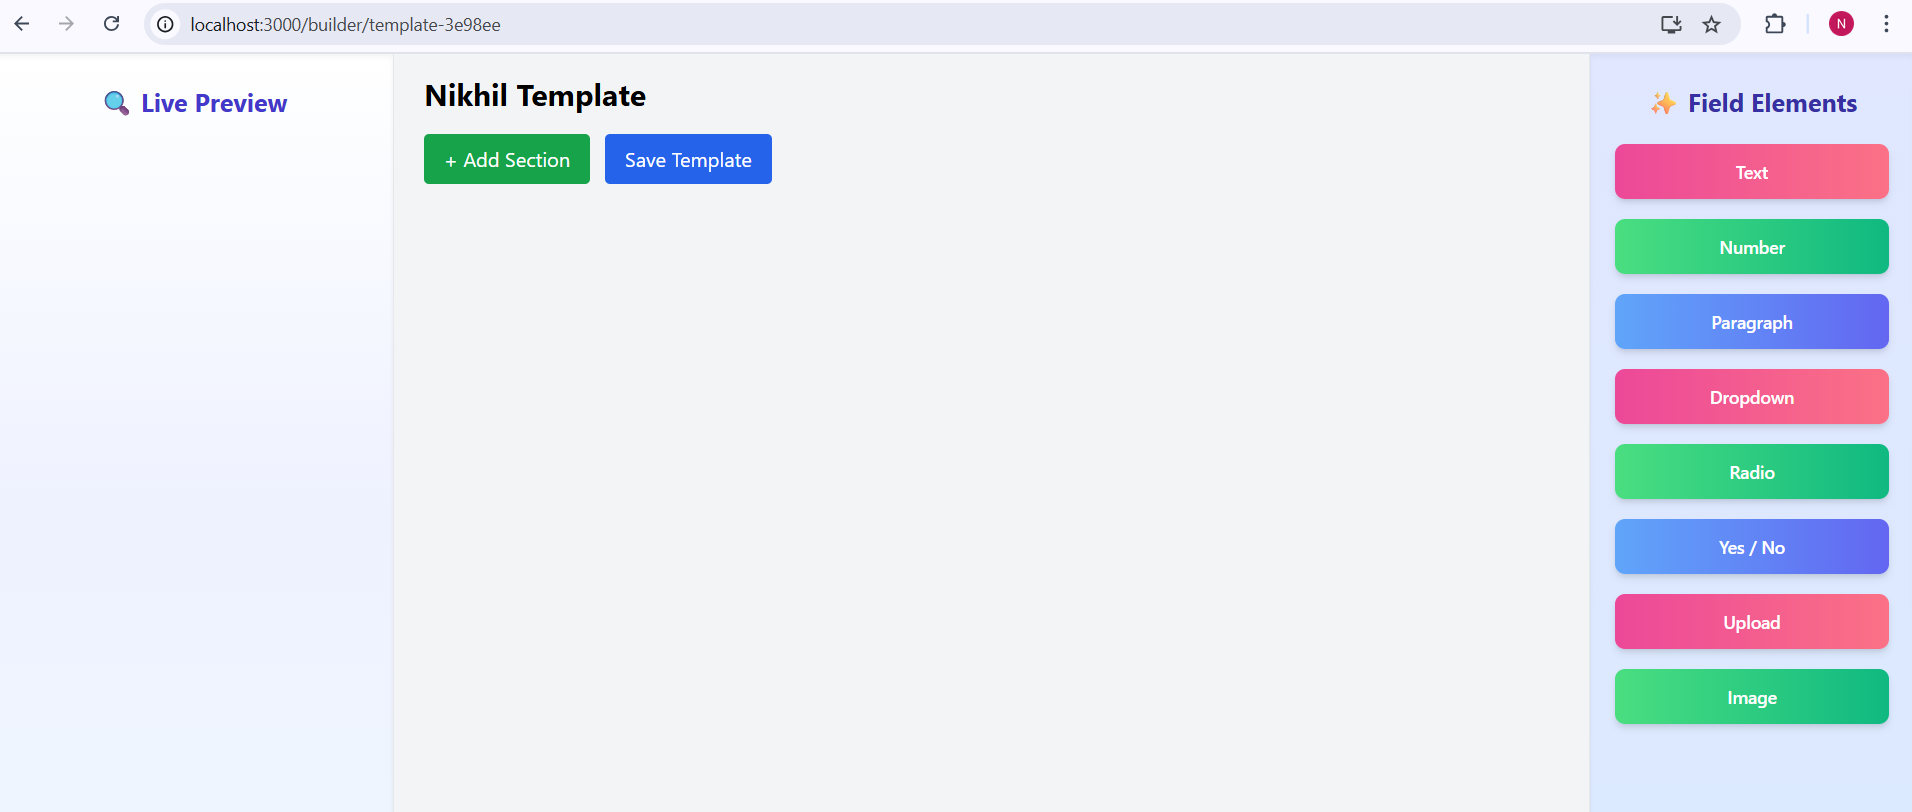 localhost:3000/builder/template-3e98ee
N
Live Preview
Nikhil Template
+ Add Section
Save Template
Field Elements
Text
Number
Paragraph
Dropdown
Radio
Yes / No
Upload
Image